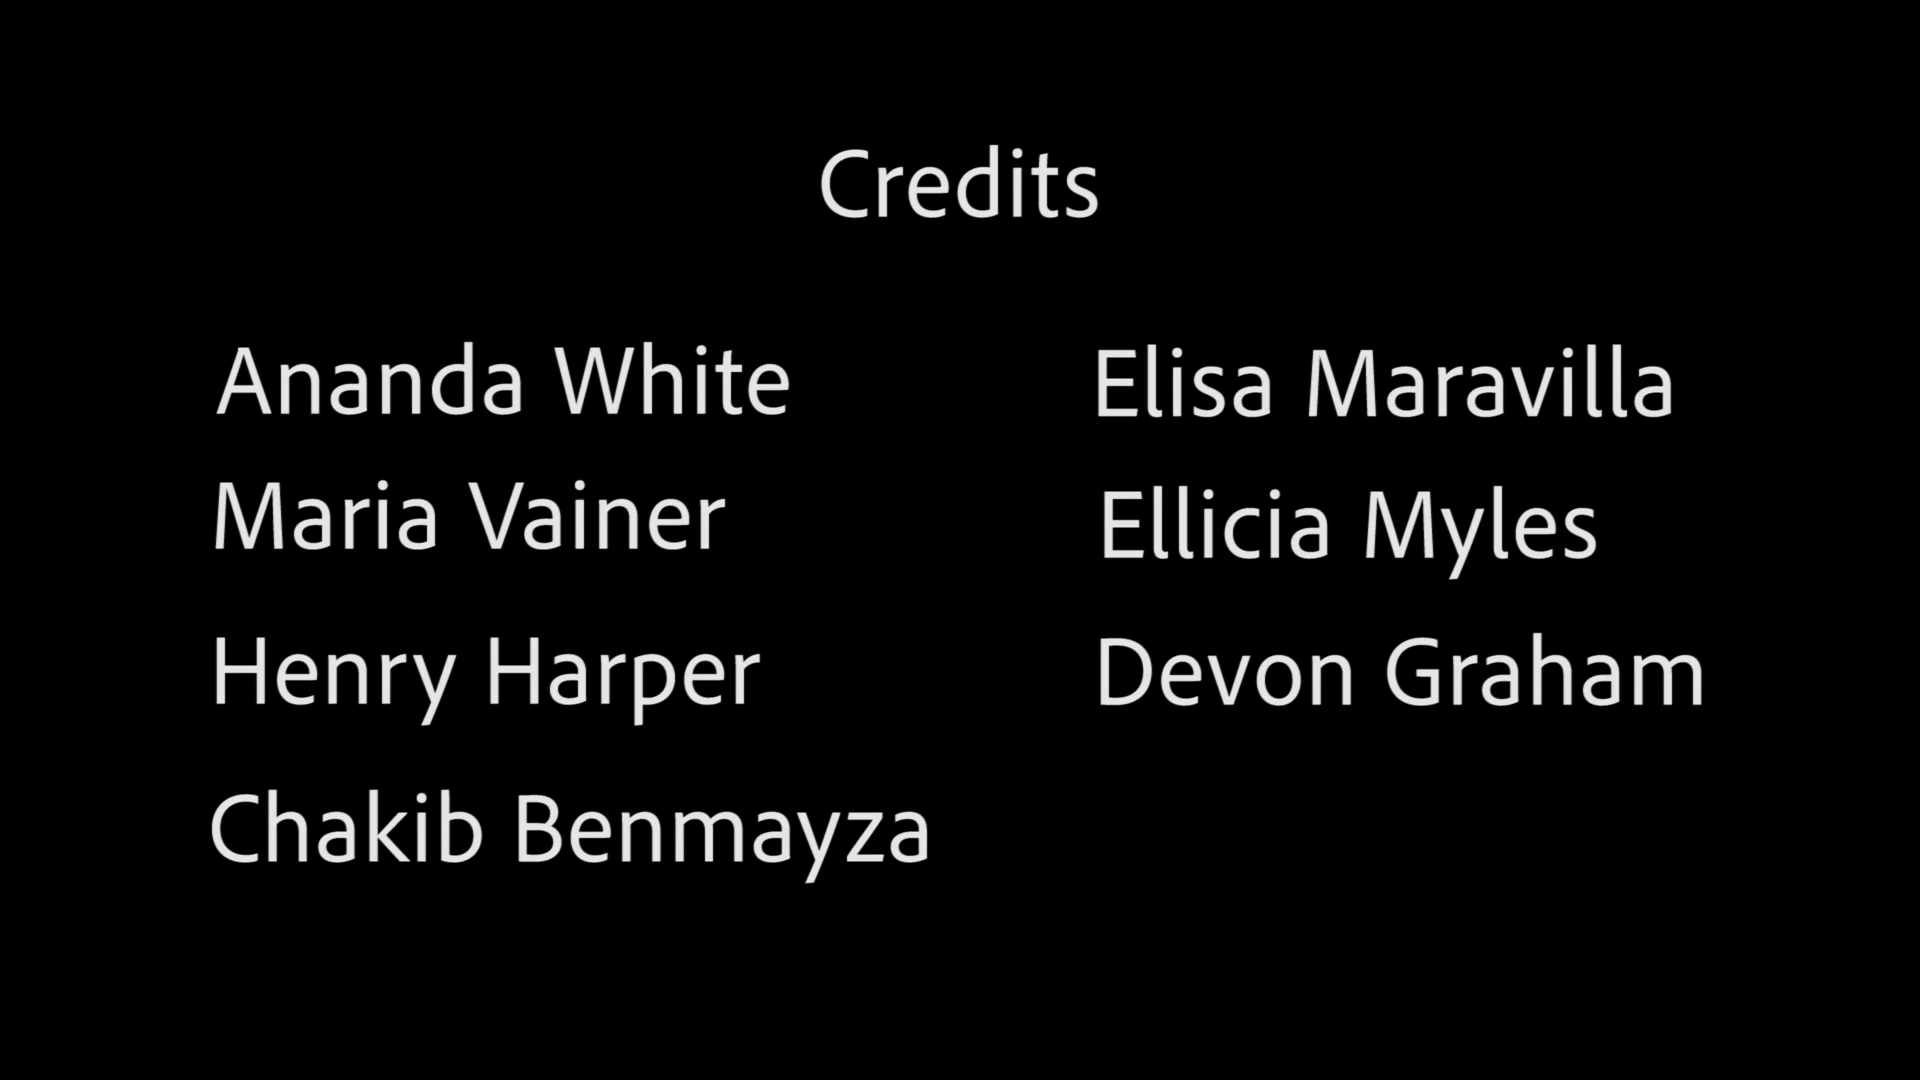 Credits
Ananda White
Maria Vainer
Henry Harper
Chakib Benmayza
Elisa Maravilla
Ellicia Myles
Devon Graham